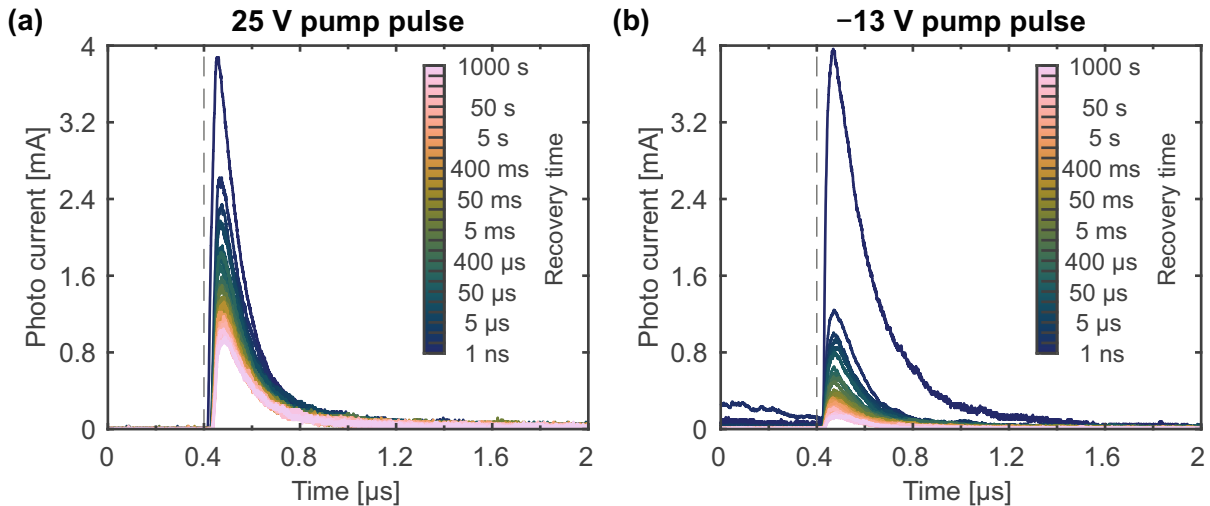 (a) 25 V pump pulse
4
3.2
2.4
1.6
0.8
0
Photo current [mA]
1000 s
50 s
5 s
400 ms
50 ms
5 ms
400 µs
50 µs
5 µs
1 ns
Recovery time
0 0.4 0.8 1.2 1.6 2
Time [µs]
(b) −13 V pump pulse
4
3.2
2.4
1.6
0.8
0
Photo current [mA]
1000 s
50 s
5 s
400 ms
50 ms
5 ms
400 µs
50 µs
5 µs
1 ns
Recovery time
0 0.4 0.8 1.2 1.6 2
Time [µs]